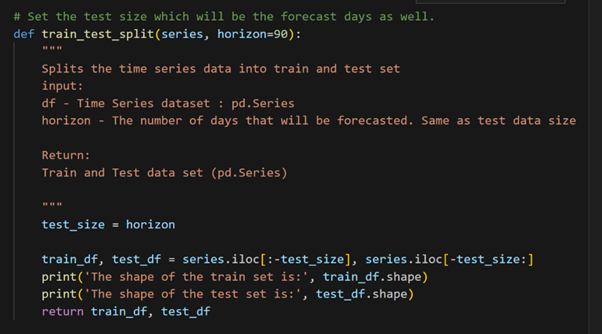 # Set the test size which will be the forecast days as well.
def train_test_split(series, horizon=90):
    """
    Splits the time series data into train and test set
    input:
    df - Time Series dataset : pd.Series
    horizon - The number of days that will be forecasted. Same as test data size

    Return:
    Train and Test data set (pd.Series)

    """
    test_size = horizon

    train_df, test_df = series.iloc[:-test_size], series.iloc[-test_size:]
    print('The shape of the train set is:', train_df.shape)
    print('The shape of the test set is:', test_df.shape)
    return train_df, test_df